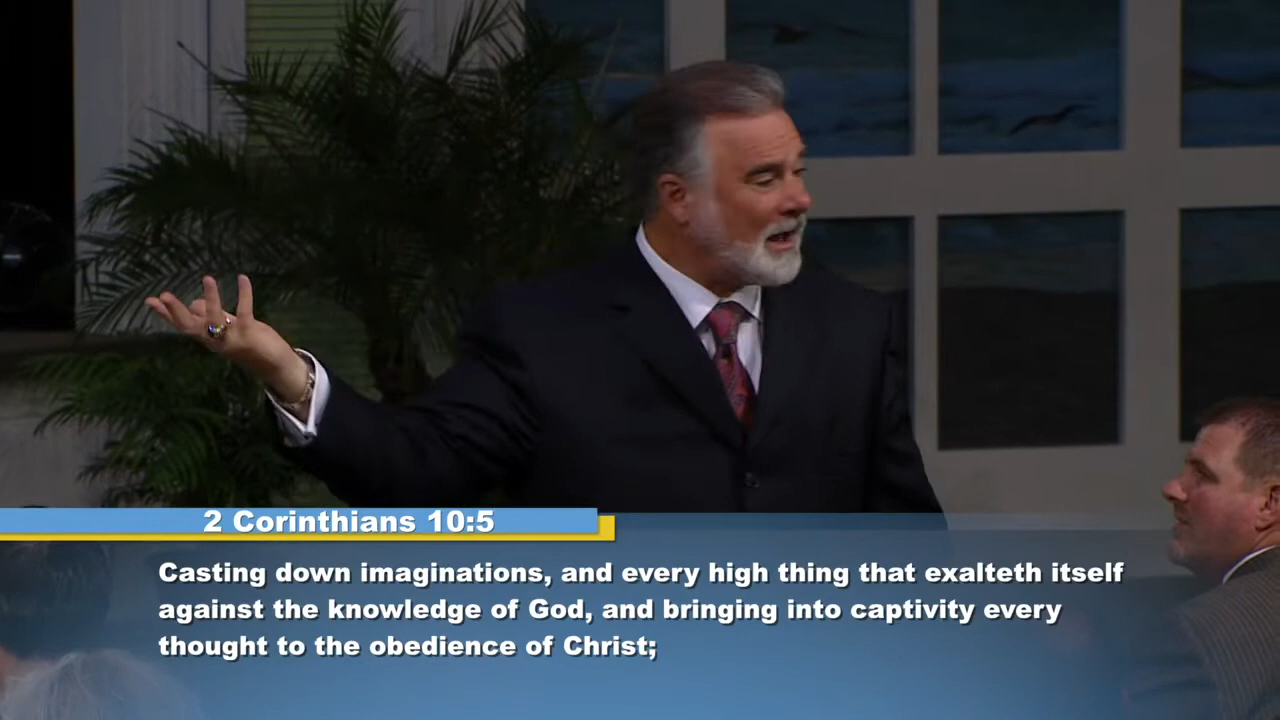 2 Corinthians 10:5
Casting down imaginations, and every high thing that exalteth itself
against the knowledge of God, and bringing into captivity every
thought to the obedience of Christ;